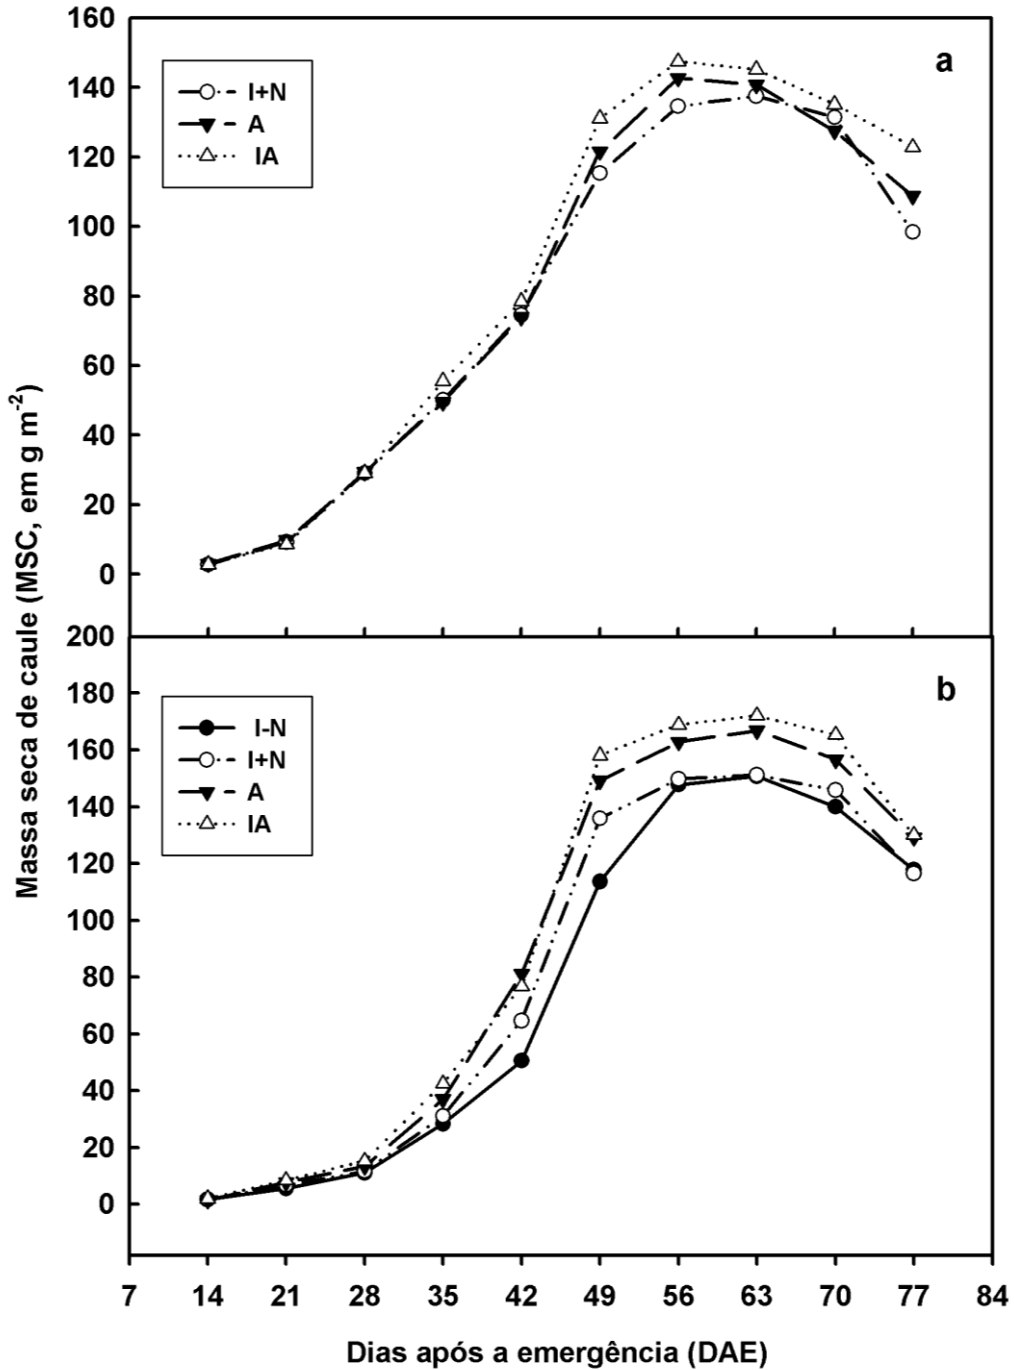 Massa seca de caule (MSC, em g m⁻²)
160
140
120
100
80
60
40
20
0
a
I+N
A
IA
200
180
160
140
120
100
80
60
40
20
0
b
I-N
I+N
A
IA
7 14 21 28 35 42 49 56 63 70 77 84
Dias após a emergência (DAE)